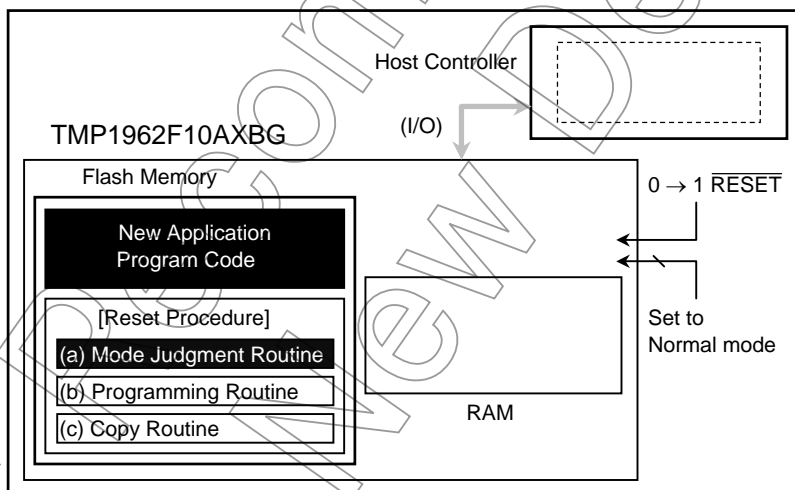 Host Controller
(I/O)
TMP1962F10AXBG
Flash Memory
0 → 1 RESET
New Application
Program Code
[Reset Procedure]
(a) Mode Judgment Routine
(b) Programming Routine
(c) Copy Routine
RAM
Set to
Normal mode